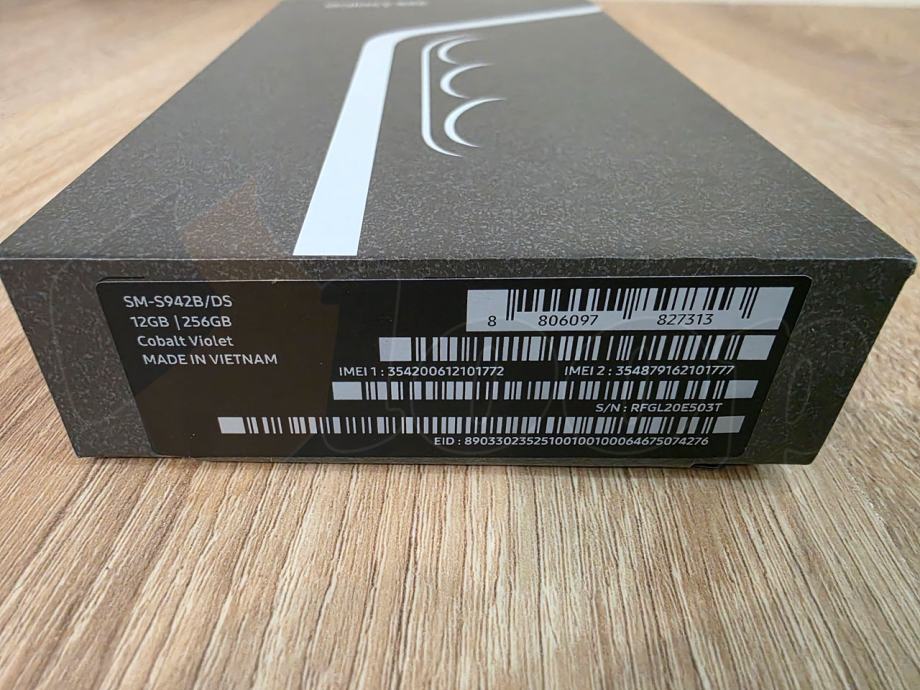 SM-S942B/DS
12GB | 256GB
Cobalt Violet
MADE IN VIETNAM
8 806097 827313
IMEI 1 : 354200612101772 IMEI 2 : 354879162101777
S/N : RFGL20E503T
EID : 89033023525100100100064675074276